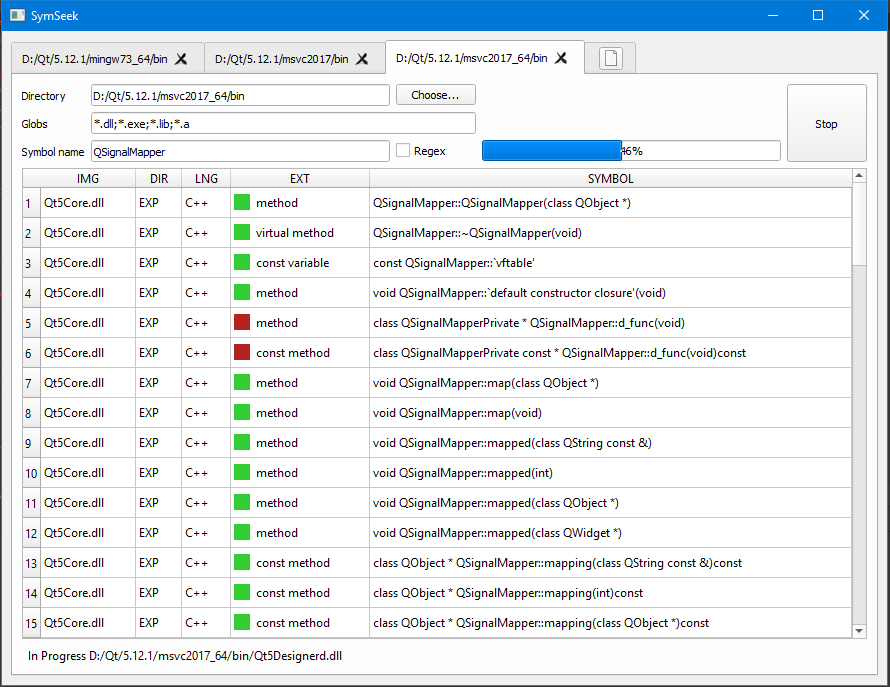 SymSeek
D:/Qt/5.12.1/mingw73_64/bin D:/Qt/5.12.1/msvc2017/bin D:/Qt/5.12.1/msvc2017_64/bin
Directory D:/Qt/5.12.1/msvc2017_64/bin Choose...
Globs *.dll;*.exe;*.lib;*.a Stop
Symbol name QSignalMapper Regex 46%
IMG DIR LNG EXT SYMBOL
1 Qt5Core.dll EXP C++ method QSignalMapper::QSignalMapper(class QObject *)
2 Qt5Core.dll EXP C++ virtual method QSignalMapper::~QSignalMapper(void)
3 Qt5Core.dll EXP C++ const variable const QSignalMapper::`vftable'
4 Qt5Core.dll EXP C++ method void QSignalMapper::`default constructor closure'(void)
5 Qt5Core.dll EXP C++ method class QSignalMapperPrivate * QSignalMapper::d_func(void)
6 Qt5Core.dll EXP C++ const method class QSignalMapperPrivate const * QSignalMapper::d_func(void)const
7 Qt5Core.dll EXP C++ method void QSignalMapper::map(class QObject *)
8 Qt5Core.dll EXP C++ method void QSignalMapper::map(void)
9 Qt5Core.dll EXP C++ method void QSignalMapper::mapped(class QString const &)
10 Qt5Core.dll EXP C++ method void QSignalMapper::mapped(int)
11 Qt5Core.dll EXP C++ method void QSignalMapper::mapped(class QObject *)
12 Qt5Core.dll EXP C++ method void QSignalMapper::mapped(class QWidget *)
13 Qt5Core.dll EXP C++ const method class QObject * QSignalMapper::mapping(class QString const &)const
14 Qt5Core.dll EXP C++ const method class QObject * QSignalMapper::mapping(int)const
15 Qt5Core.dll EXP C++ const method class QObject * QSignalMapper::mapping(class QObject *)const
In Progress D:/Qt/5.12.1/msvc2017_64/bin/Qt5Designerd.dll